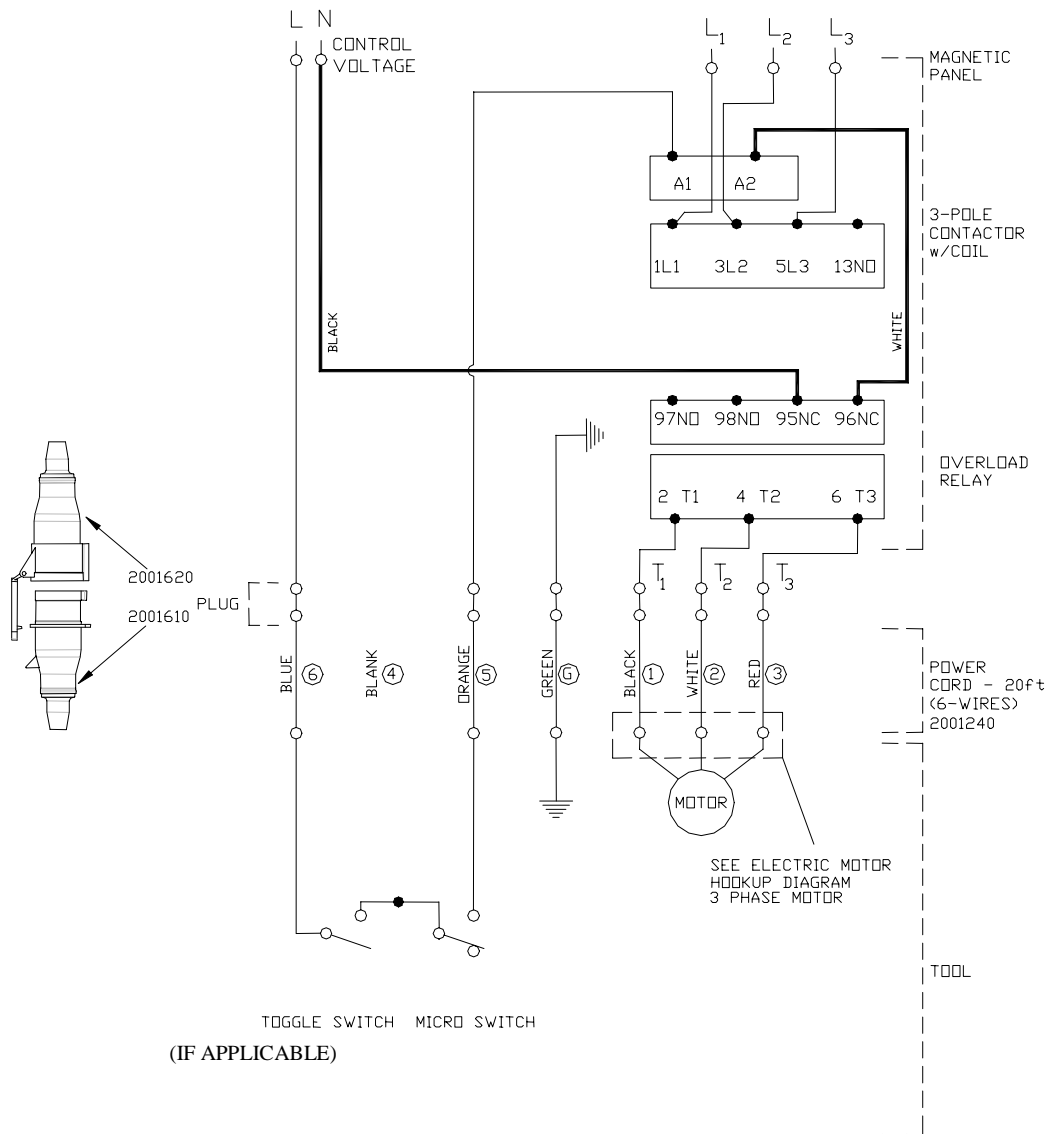 L N
CONTROL
VOLTAGE
L1 L2 L3
MAGNETIC
PANEL
A1 A2
3-POLE
CONTACTOR
w/COIL
1L1 3L2 5L3 13NO
BLACK
WHITE
97NO 98NO 95NC 96NC
OVERLOAD
RELAY
2 T1 4 T2 6 T3
2001620
2001610
PLUG
T1 T2 T3
BLUE 6
BLANK 4
ORANGE 5
GREEN G
BLACK 1
WHITE 2
RED 3
POWER
CORD - 20ft
(6-WIRES)
2001240
MOTOR
SEE ELECTRIC MOTOR
HOOKUP DIAGRAM
3 PHASE MOTOR
TOOL
TOGGLE SWITCH MICRO SWITCH
(IF APPLICABLE)